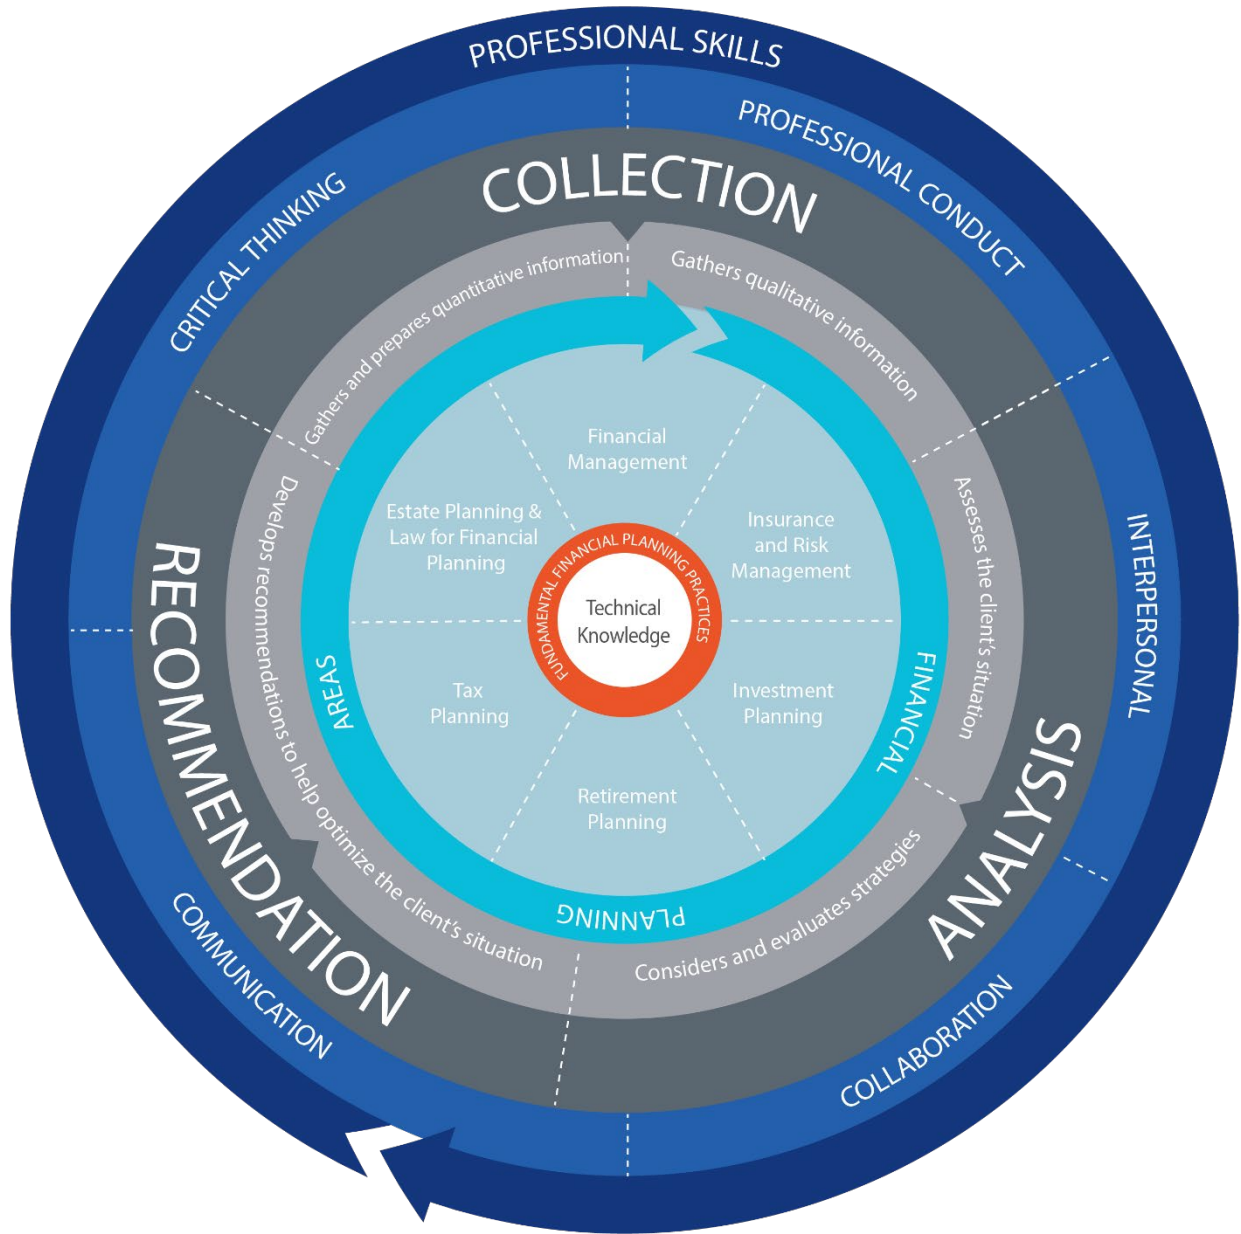 PROFESSIONAL SKILLS
PROFESSIONAL CONDUCT
INTERPERSONAL
COLLABORATION
COMMUNICATION
CRITICAL THINKING
COLLECTION
ANALYSIS
RECOMMENDATION
Gathers qualitative information
Assesses the client's situation
Considers and evaluates strategies
Develops recommendations to help optimize the client's situation
Gathers and prepares quantitative information
FINANCIAL
PLANNING
AREAS
Financial
Management
Insurance
and Risk
Management
Investment
Planning
Retirement
Planning
Tax
Planning
Estate Planning &
Law for Financial
Planning
FUNDAMENTAL FINANCIAL PLANNING PRACTICES
Technical
Knowledge